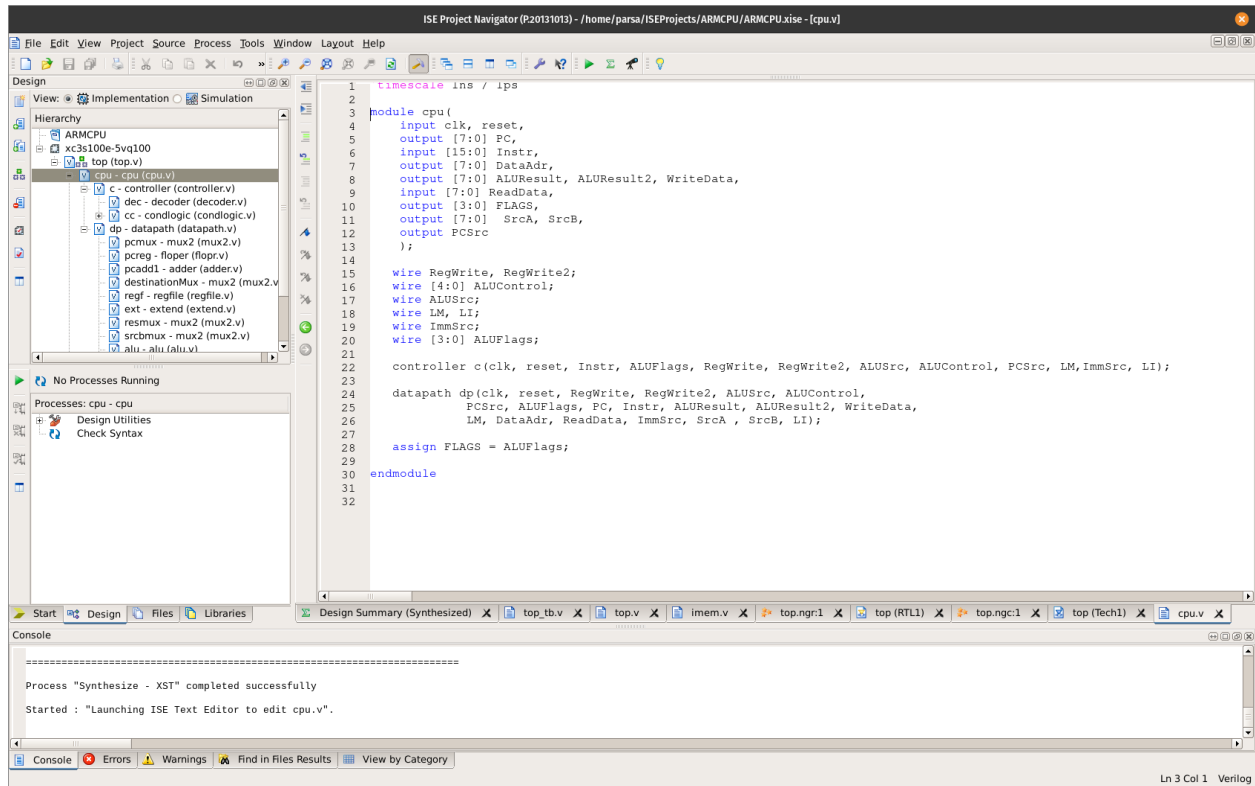 ISE Project Navigator (P.20131013) - /home/parsa/ISEProjects/ARMCPU/ARMCPU.xise - [cpu.v]
File Edit View Project Source Process Tools Window Layout Help
Design
View: Implementation Simulation
Hierarchy
ARMCPU
xc3s100e-5vq100
top (top.v)
cpu - cpu (cpu.v)
c - controller (controller.v)
dec - decoder (decoder.v)
cc - condlogic (condlogic.v)
dp - datapath (datapath.v)
pcmux - mux2 (mux2.v)
pcreg - floper (flopr.v)
pcadd1 - adder (adder.v)
destinationMux - mux2 (mux2.v
regf - regfile (regfile.v)
ext - extend (extend.v)
resmux - mux2 (mux2.v)
srcbmux - mux2 (mux2.v)
alu - alu (alu.v)
No Processes Running
Processes: cpu - cpu
Design Utilities
Check Syntax
Start Design Files Libraries
1 `timescale 1ns / 1ps
2
3 module cpu(
4 input clk, reset,
5 output [7:0] PC,
6 input [15:0] Instr,
7 output [7:0] DataAdr,
8 output [7:0] ALUResult, ALUResult2, WriteData,
9 input [7:0] ReadData,
10 output [3:0] FLAGS,
11 output [7:0] SrcA, SrcB,
12 output PCSrc
13 );
14
15 wire RegWrite, RegWrite2;
16 wire [4:0] ALUControl;
17 wire ALUSrc;
18 wire LM, LI;
19 wire ImmSrc;
20 wire [3:0] ALUFlags;
21
22 controller c(clk, reset, Instr, ALUFlags, RegWrite, RegWrite2, ALUSrc, ALUControl, PCSrc, LM,ImmSrc, LI);
23
24 datapath dp(clk, reset, RegWrite, RegWrite2, ALUSrc, ALUControl,
25 PCSrc, ALUFlags, PC, Instr, ALUResult, ALUResult2, WriteData,
26 LM, DataAdr, ReadData, ImmSrc, SrcA , SrcB, LI);
27
28 assign FLAGS = ALUFlags;
29
30 endmodule
31
32
Design Summary (Synthesized) top_tb.v top.v imem.v top.ngr:1 top (RTL1) top.ngc:1 top (Tech1) cpu.v
Console
=========================================================================
Process "Synthesize - XST" completed successfully
Started : "Launching ISE Text Editor to edit cpu.v".
Console Errors Warnings Find in Files Results View by Category
Ln 3 Col 1 Verilog